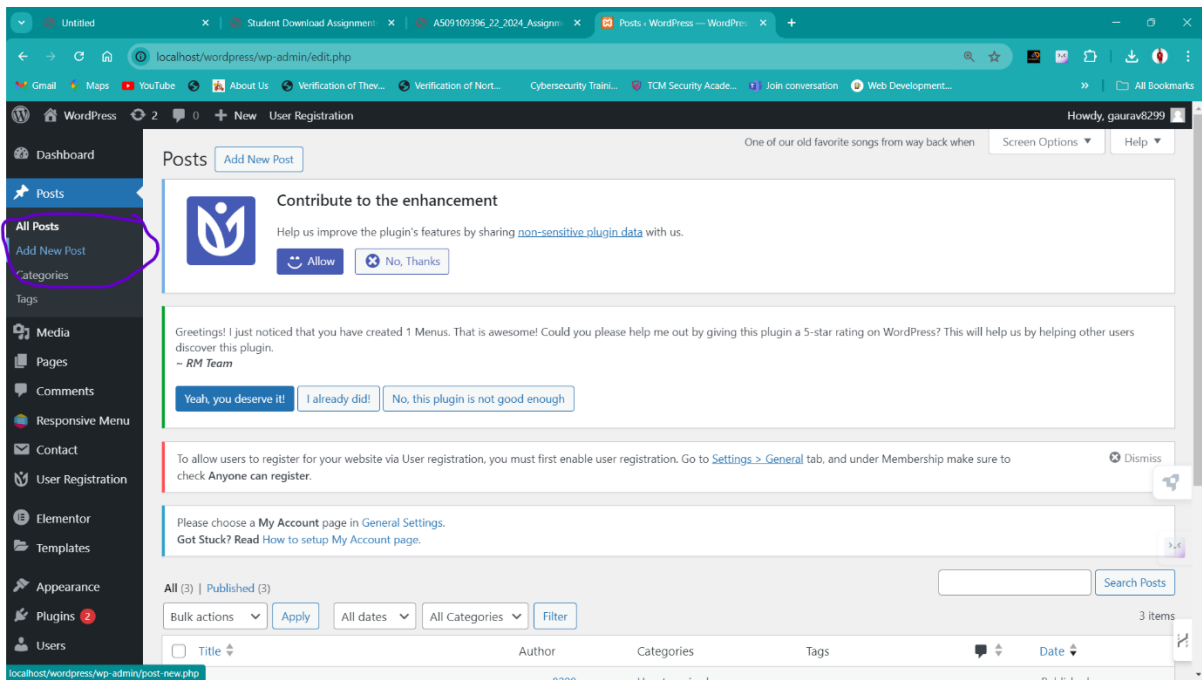 Untitled
Student Download Assignment
A509109396_22_2024_Assignm
Posts ‹ WordPress — WordPres
localhost/wordpress/wp-admin/edit.php
Gmail Maps YouTube About Us Verification of Thev... Verification of Nort... Cybersecurity Traini... TCM Security Acade... Join conversation Web Development... » All Bookmarks
WordPress 2 0 + New User Registration Howdy, gaurav8299
Dashboard
Posts
All Posts
Add New Post
Categories
Tags
Media
Pages
Comments
Responsive Menu
Contact
User Registration
Elementor
Templates
Appearance
Plugins 2
Users
localhost/wordpress/wp-admin/post-new.php
One of our old favorite songs from way back when Screen Options Help
Posts Add New Post
Contribute to the enhancement
Help us improve the plugin's features by sharing non-sensitive plugin data with us.
Allow No, Thanks
Greetings! I just noticed that you have created 1 Menus. That is awesome! Could you please help me out by giving this plugin a 5-star rating on WordPress? This will help us by helping other users
discover this plugin.
~ RM Team
Yeah, you deserve it! I already did! No, this plugin is not good enough
To allow users to register for your website via User registration, you must first enable user registration. Go to Settings > General tab, and under Membership make sure to
check Anyone can register.
Dismiss
Please choose a My Account page in General Settings.
Got Stuck? Read How to setup My Account page.
All (3) | Published (3)
Search Posts
Bulk actions Apply All dates All Categories Filter 3 items
Title Author Categories Tags Date